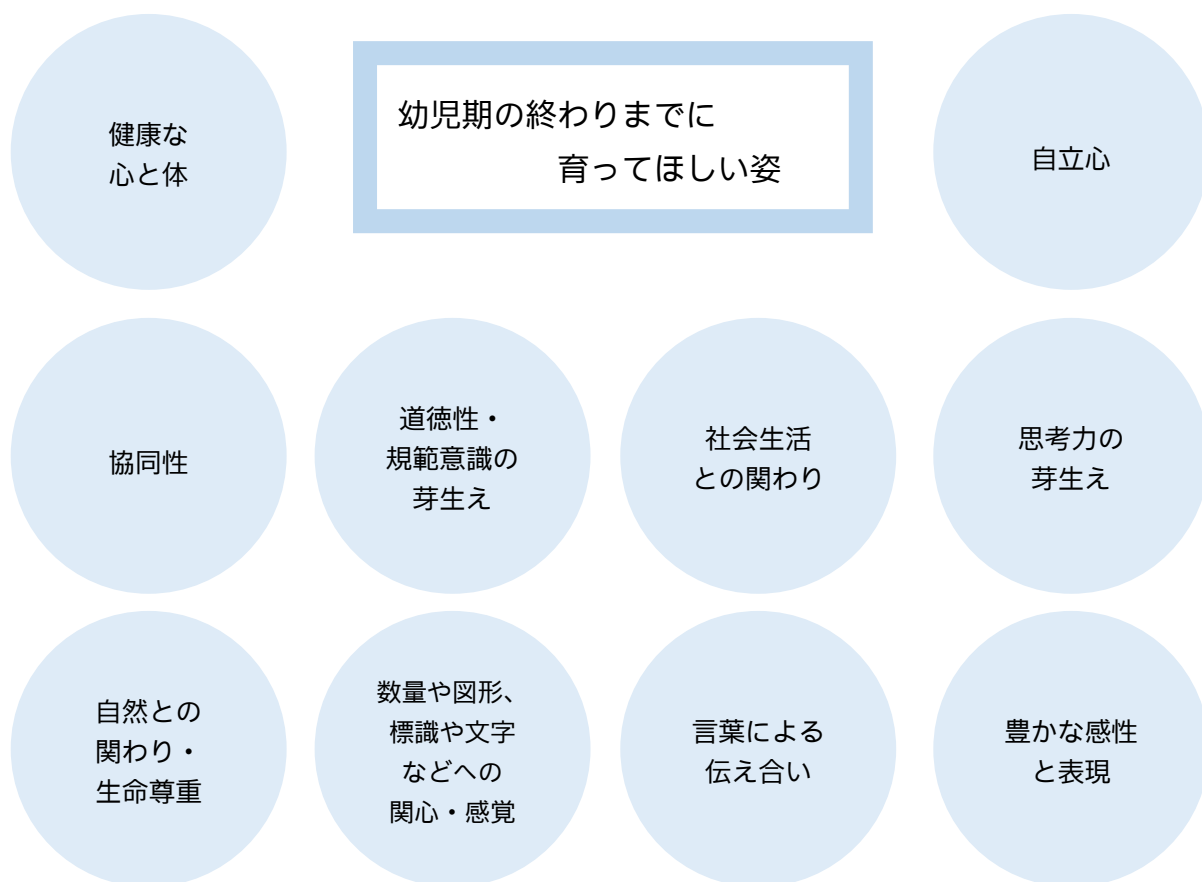 幼児期の終わりまでに
育ってほしい姿
健康な
心と体
自立心
協同性
道徳性・
規範意識の
芽生え
社会生活
との関わり
思考力の
芽生え
自然との
関わり・
生命尊重
数量や図形、
標識や文字
などへの
関心・感覚
言葉による
伝え合い
豊かな感性
と表現